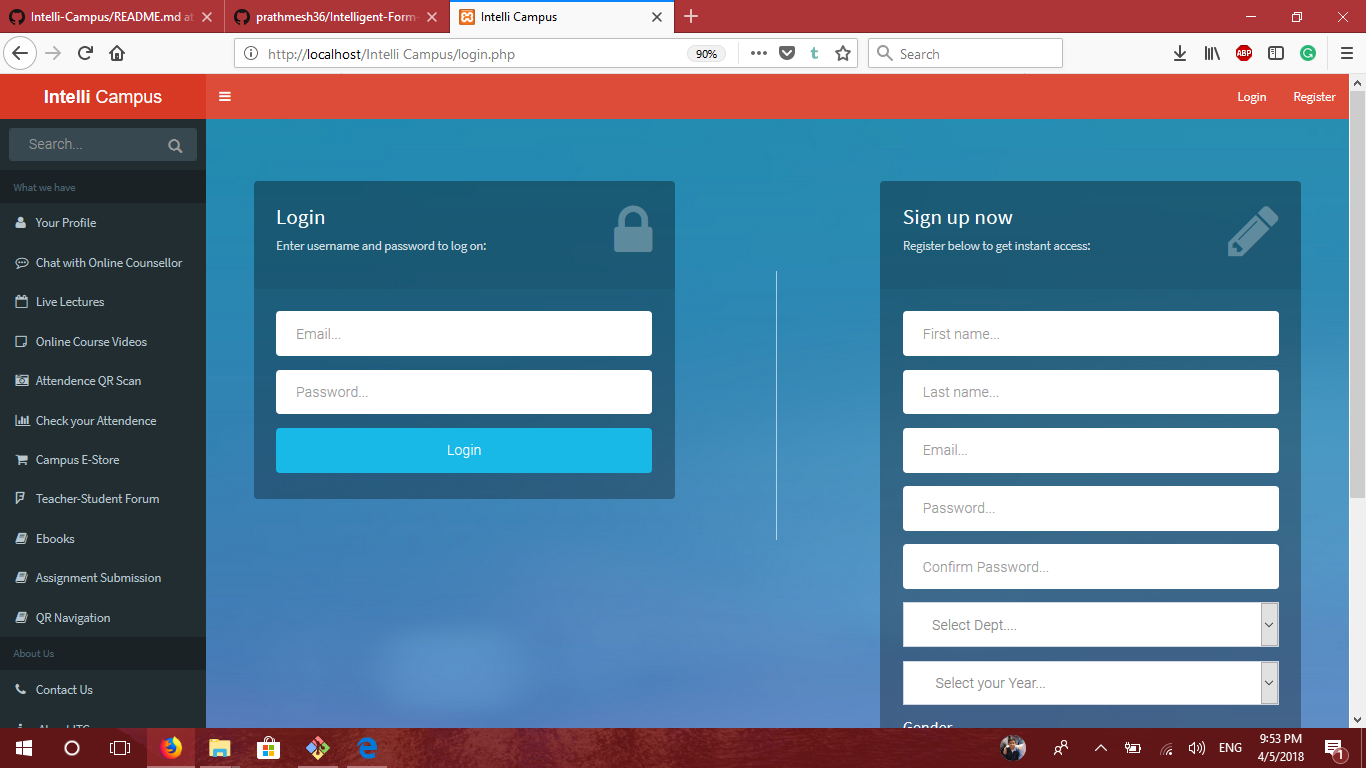 Intelli-Campus/README.md at
prathmesh36/Intelligent-Form-
Intelli Campus
http://localhost/Intelli Campus/login.php
90%
t
Search
ABP
Intelli Campus
Login
Register
Search...
What we have
Your Profile
Chat with Online Counsellor
Live Lectures
Online Course Videos
Attendence QR Scan
Check your Attendence
Campus E-Store
Teacher-Student Forum
Ebooks
Assignment Submission
QR Navigation
About Us
Contact Us
Login
Enter username and password to log on:
Email...
Password...
Login
Sign up now
Register below to get instant access:
First name...
Last name...
Email...
Password...
Confirm Password...
Select Dept....
Select your Year...
Gender
ENG
9:53 PM
4/5/2018
1